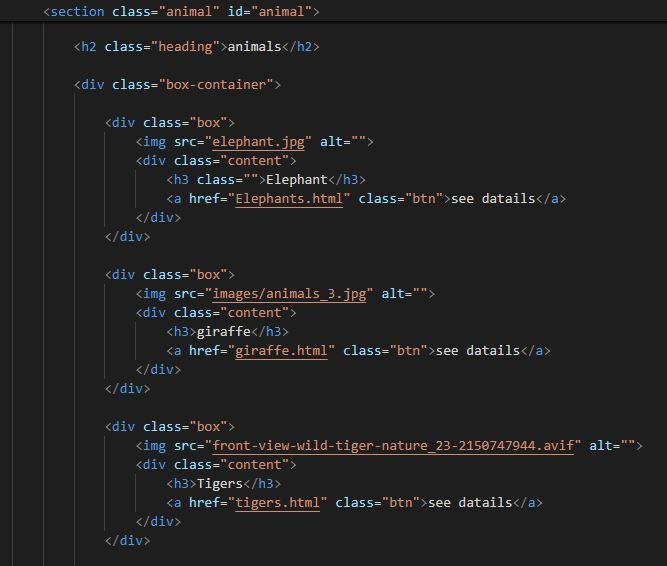 <section class="animal" id="animal">
<h2 class="heading">animals</h2>
<div class="box-container">
<div class="box">
<img src="elephant.jpg" alt="">
<div class="content">
<h3 class="">Elephant</h3>
<a href="Elephants.html" class="btn">see datails</a>
</div>
</div>
<div class="box">
<img src="images/animals_3.jpg" alt="">
<div class="content">
<h3>giraffe</h3>
<a href="giraffe.html" class="btn">see datails</a>
</div>
</div>
<div class="box">
<img src="front-view-wild-tiger-nature_23-2150747944.avif" alt="">
<div class="content">
<h3>Tigers</h3>
<a href="tigers.html" class="btn">see datails</a>
</div>
</div>